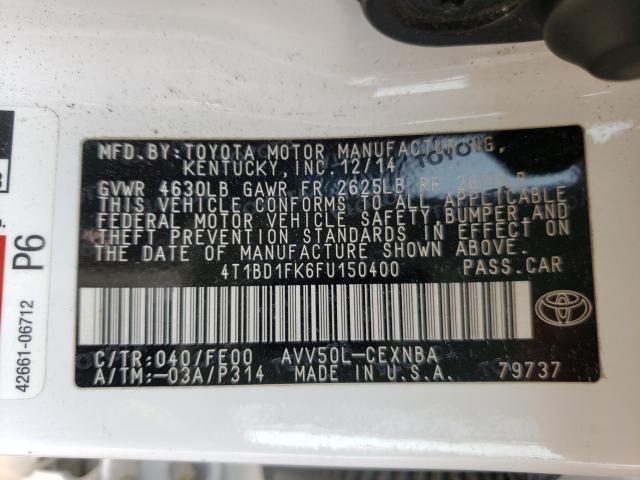 MFD.BY:TOYOTA MOTOR MANUFACTURING,
KENTUCKY, INC. 12/14
GVWR 4630LB GAWR FR 2625LB RR
THIS VEHICLE CONFORMS TO ALL APPLICABLE
FEDERAL MOTOR VEHICLE SAFETY, BUMPER, AND
THEFT PREVENTION STANDARDS IN EFFECT ON
THE DATE OF MANUFACTURE SHOWN ABOVE.
4T1BD1FK6FU150400 PASS.CAR
C/TR:040/FE00 AVV50L-CEXNBA
A/TM:-03A/P314 MADE IN U.S.A. 79737
P6
42661-06712